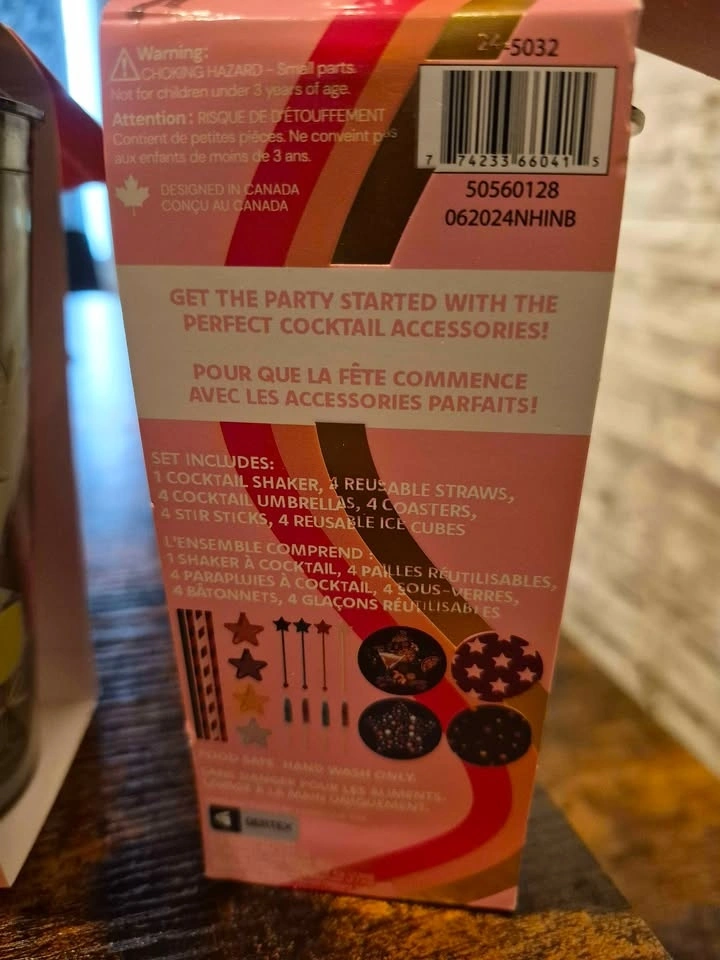 Warning:
CHOKING HAZARD - Small parts.
Not for children under 3 years of age.
Attention : RISQUE DE D'ÉTOUFFEMENT
Contient de petites pièces. Ne convient pas
aux enfants de moins de 3 ans.
DESIGNED IN CANADA
CONÇU AU CANADA
24-5032
7 74233 66041 5
50560128
062024NHINB
GET THE PARTY STARTED WITH THE
PERFECT COCKTAIL ACCESSORIES!
POUR QUE LA FÊTE COMMENCE
AVEC LES ACCESSOIRES PARFAITS!
SET INCLUDES:
1 COCKTAIL SHAKER, 4 REUSABLE STRAWS,
4 COCKTAIL UMBRELLAS, 4 COASTERS,
4 STIR STICKS, 4 REUSABLE ICE CUBES
L'ENSEMBLE COMPREND :
1 SHAKER À COCKTAIL, 4 PAILLES RÉUTILISABLES,
4 PARAPLUIES À COCKTAIL, 4 SOUS-VERRES,
4 BÂTONNETS, 4 GLAÇONS RÉUTILISABLES
FOOD SAFE. HAND WASH ONLY.
SANS DANGER POUR LES ALIMENTS.
LAVAGE À LA MAIN UNIQUEMENT.